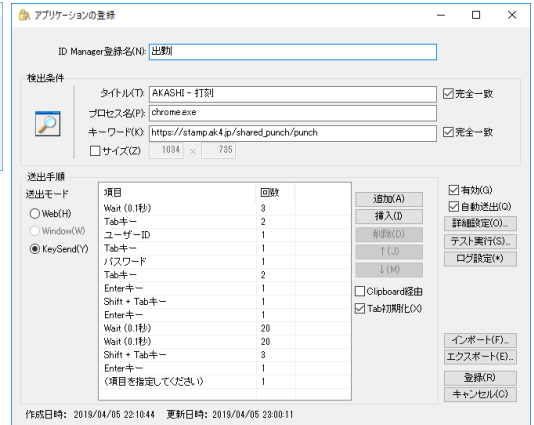 アプリケーションの登録
ID Manager登録名(N): 出勤
検出条件
タイトル(T): AKASHI - 打刻 完全一致
プロセス名(P): chrome.exe
キーワード(K): https://stamp.ak4.jp/shared_punch/punch 完全一致
サイズ(Z) 1034 × 735
送出手順
送出モード
Web(H)
Window(W)
KeySend(Y)
項目 回数
Wait (0.1秒) 3
Tabキー 2
ユーザーID 1
Tabキー 1
パスワード 1
Tabキー 2
Enterキー 1
Shift + Tabキー 1
Enterキー 1
Wait (0.1秒) 20
Wait (0.1秒) 20
Shift + Tabキー 3
Enterキー 1
(項目を指定してください) 1
追加(A)
挿入(I)
削除(D)
↑(J)
↓(M)
Clipboard経由
Tab初期化(X)
有効(G)
自動送出(Q)
詳細設定(O)...
テスト実行(S)...
ログ設定(*)
インポート(F)...
エクスポート(E)...
登録(R)
キャンセル(C)
作成日時: 2019/04/05 22:10:44 更新日時: 2019/04/05 23:00:11